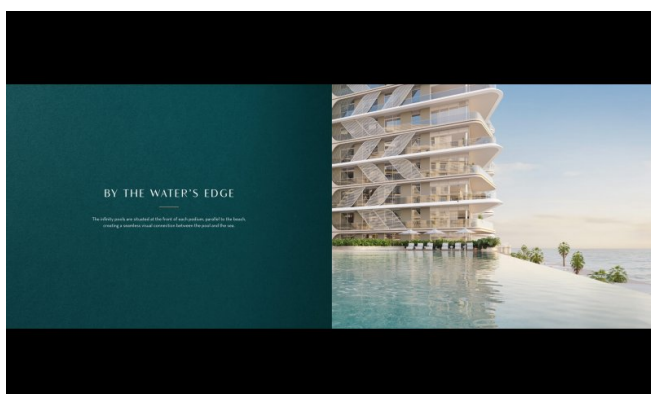 BY THE WATER'S EDGE
The infinity pools are situated at the front of each podium, parallel to the beach,
creating a seamless visual connection between the pool and the sea.